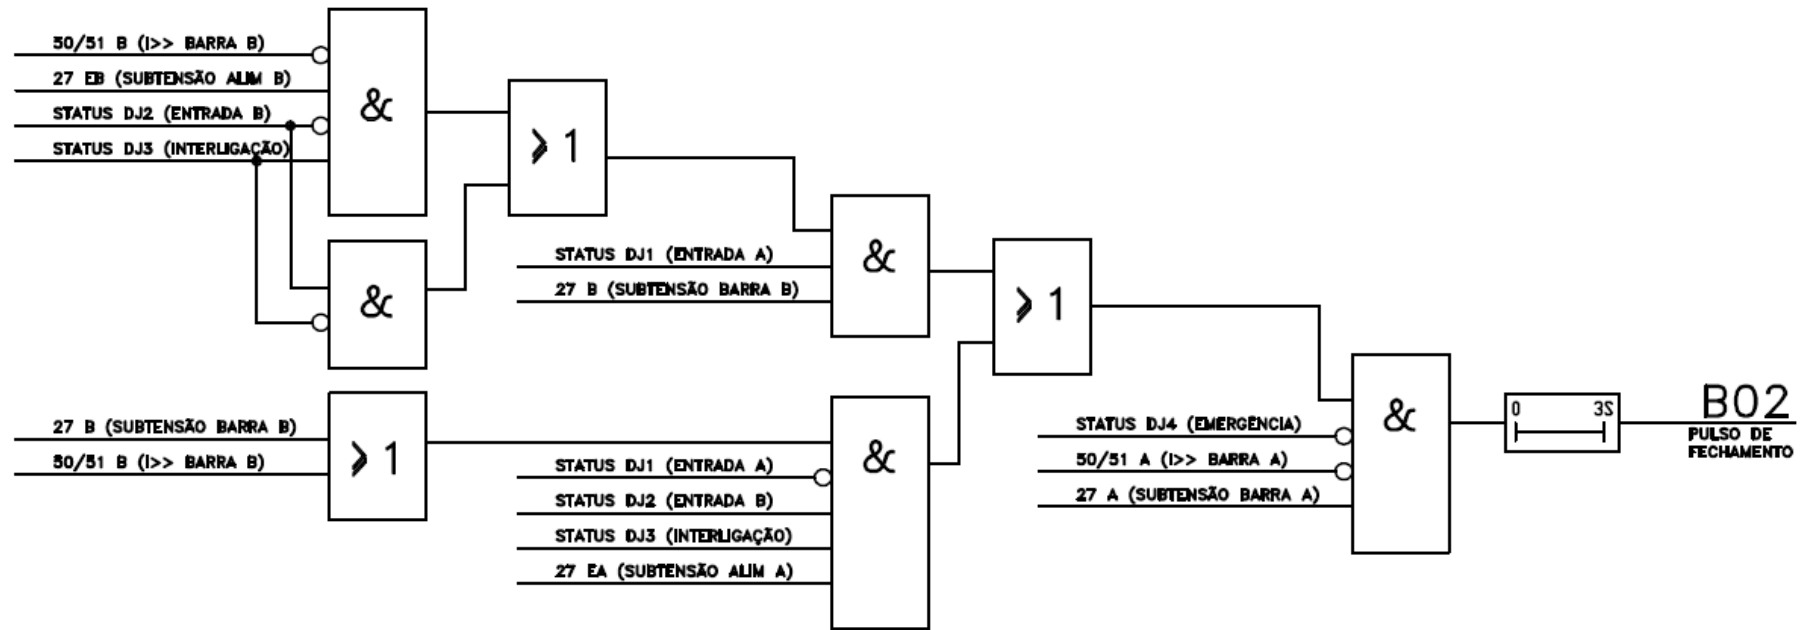 50/51 B (I>> BARRA B)
27 EB (SUBTENSÃO ALIM B)
STATUS DJ2 (ENTRADA B)
STATUS DJ3 (INTERLIGAÇÃO)
&
≥ 1
&
STATUS DJ1 (ENTRADA A)
27 B (SUBTENSÃO BARRA B)
&
≥ 1
27 B (SUBTENSÃO BARRA B)
50/51 B (I>> BARRA B)
≥ 1
STATUS DJ1 (ENTRADA A)
STATUS DJ2 (ENTRADA B)
STATUS DJ3 (INTERLIGAÇÃO)
27 EA (SUBTENSÃO ALIM A)
&
STATUS DJ4 (EMERGÊNCIA)
50/51 A (I>> BARRA A)
27 A (SUBTENSÃO BARRA A)
&
0 3S
B02
PULSO DE
FECHAMENTO